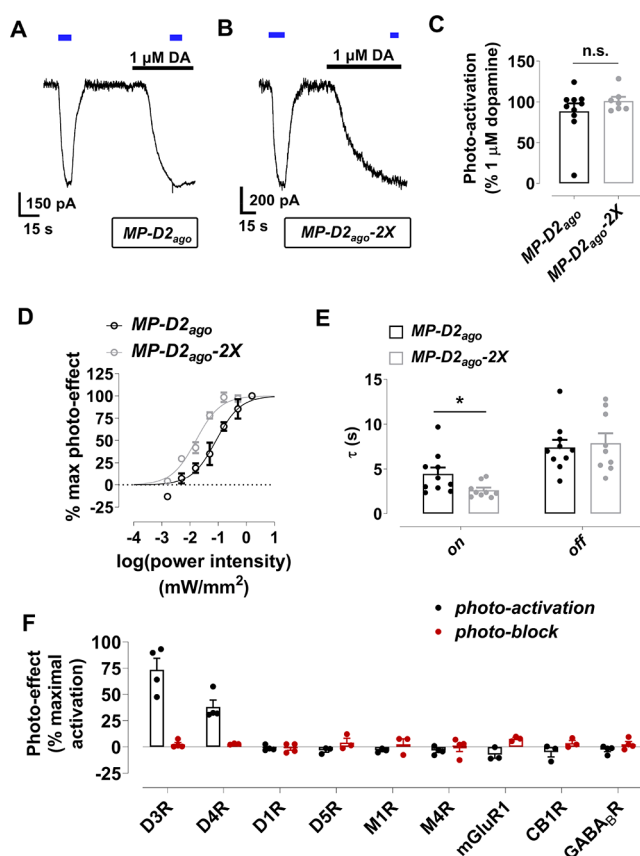 A
B
C
1 μM DA
1 μM DA
150 pA
15 s
MP-D2ago
200 pA
15 s
MP-D2ago-2X
n.s.
Photo-activation
(% 1 μM dopamine)
150
100
50
0
MP-D2ago
MP-D2ago-2X
D
MP-D2ago
MP-D2ago-2X
% max photo-effect
125
100
75
50
25
0
25
-4 -3 -2 -1 0 1
log(power intensity)
(mW/mm²)
E
MP-D2ago
MP-D2ago-2X
τ (s)
15
10
5
0
*
on off
photo-activation
photo-block
F
Photo-effect
(% maximal
activation)
100
75
50
25
0
-25
D3R D4R D1R D5R M1R M4R mGluR1 CB1R GABABR